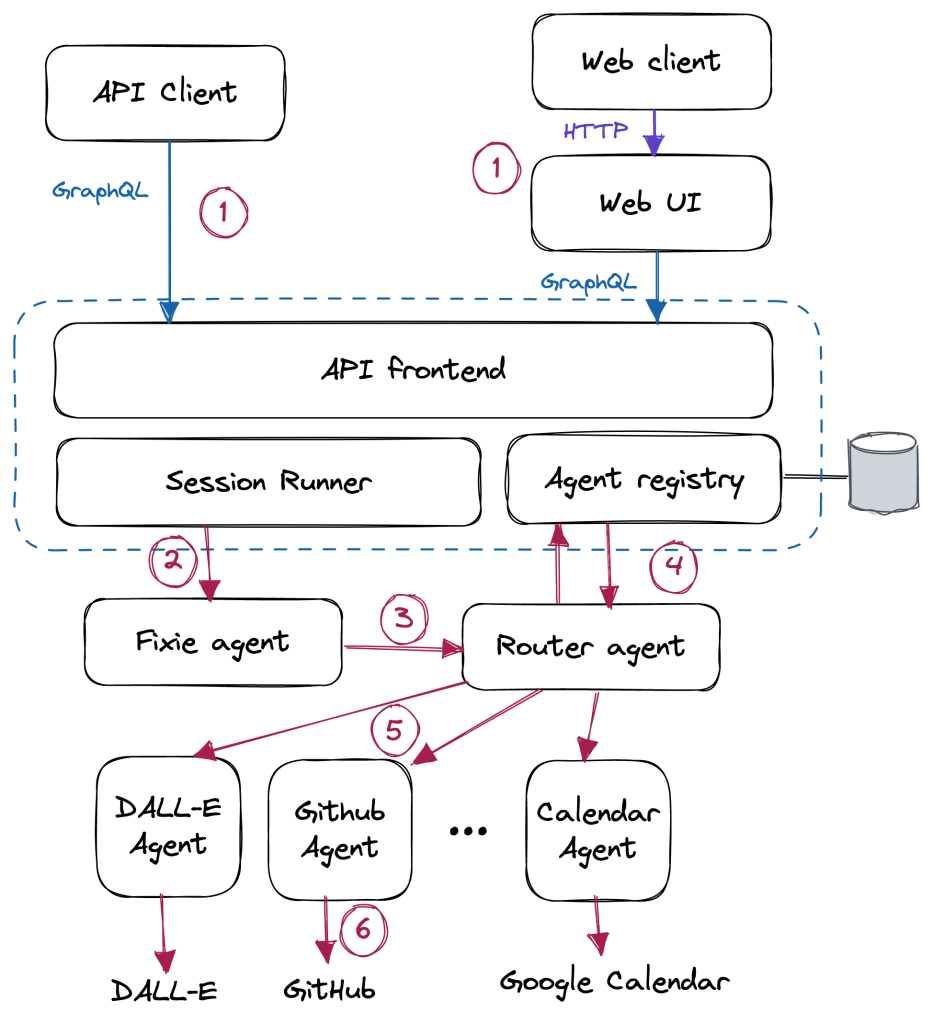 API Client
Web client
HTTP
1
Web UI
GraphQL
1
GraphQL
API frontend
Session Runner
Agent registry
2
4
3
Fixie agent
Router agent
5
DALL-E
Agent
Github
Agent
...
Calendar
Agent
6
DALL-E
GitHub
Google Calendar